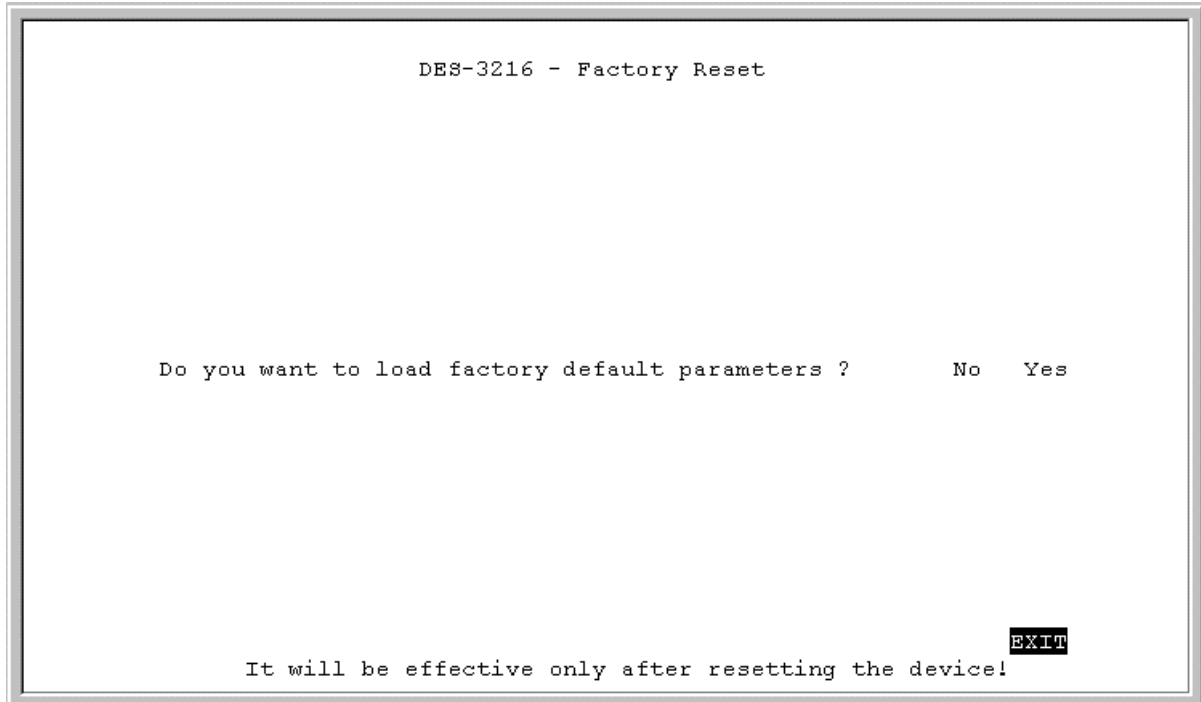 DES-3216 - Factory Reset
Do you want to load factory default parameters ? No Yes
EXIT
It will be effective only after resetting the device!